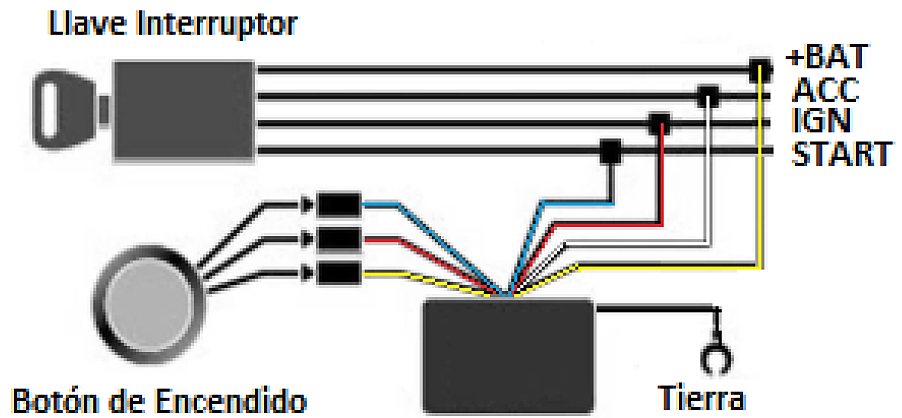 Llave Interruptor
+BAT
ACC
IGN
START
Botón de Encendido
Tierra